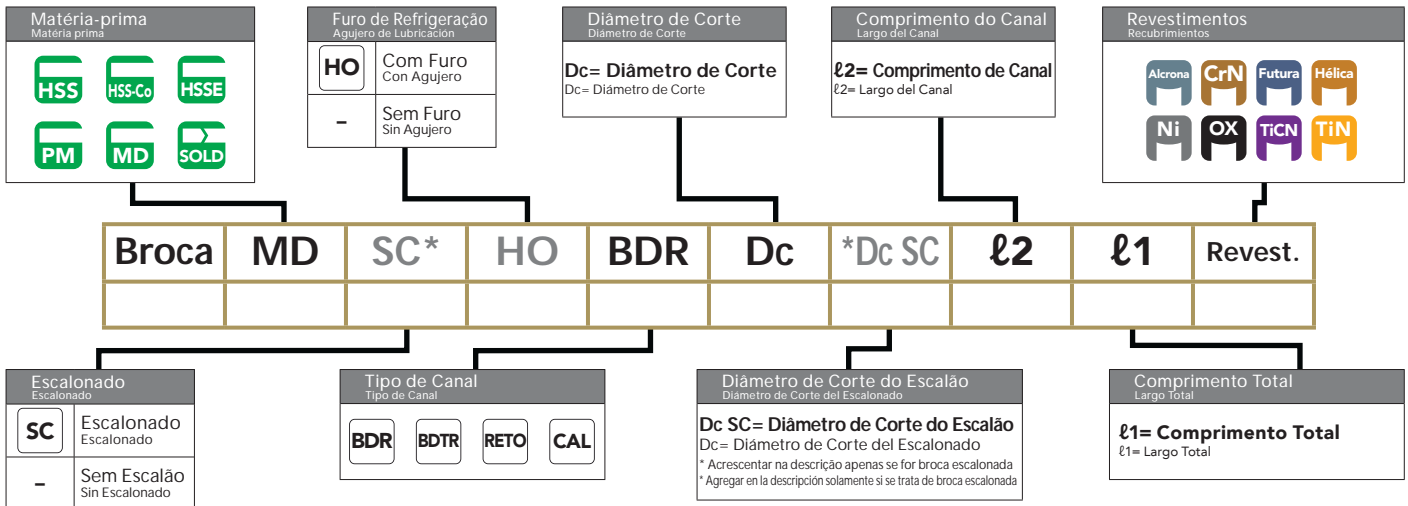 Matéria-prima
Matéria prima
HSS HSS-Co HSSE
PM MD SOLD
Furo de Refrigeração
Agujero de Lubricación
HO Com Furo
Con Agujero
- Sem Furo
Sin Agujero
Diâmetro de Corte
Diámetro de Corte
Dc= Diâmetro de Corte
Dc= Diámetro de Corte
Comprimento do Canal
Largo del Canal
ℓ2= Comprimento de Canal
ℓ2= Largo del Canal
Revestimentos
Recubrimientos
Alcrona CrN Futura Hélica
Ni OX TiCN TiN
Broca MD SC* HO BDR Dc *Dc SC ℓ2 ℓ1 Revest.
Escalonado
Escalonado
SC Escalonado
Escalonado
- Sem Escalão
Sin Escalonado
Tipo de Canal
Tipo de Canal
BDR BDTR RETO CAL
Diâmetro de Corte do Escalão
Diámetro de Corte del Escalonado
Dc SC= Diâmetro de Corte do Escalão
Dc= Diámetro de Corte del Escalonado
* Acrescentar na descrição apenas se for broca escalonada
* Agregar en la descripción solamente si se trata de broca escalonada
Comprimento Total
Largo Total
ℓ1= Comprimento Total
ℓ1= Largo Total